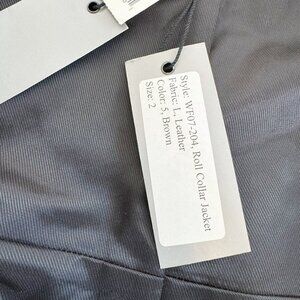 Style: WF07-204, Roll Collar Jacket
Fabric: L, Leather
Color: 5, Brown
Size: 2